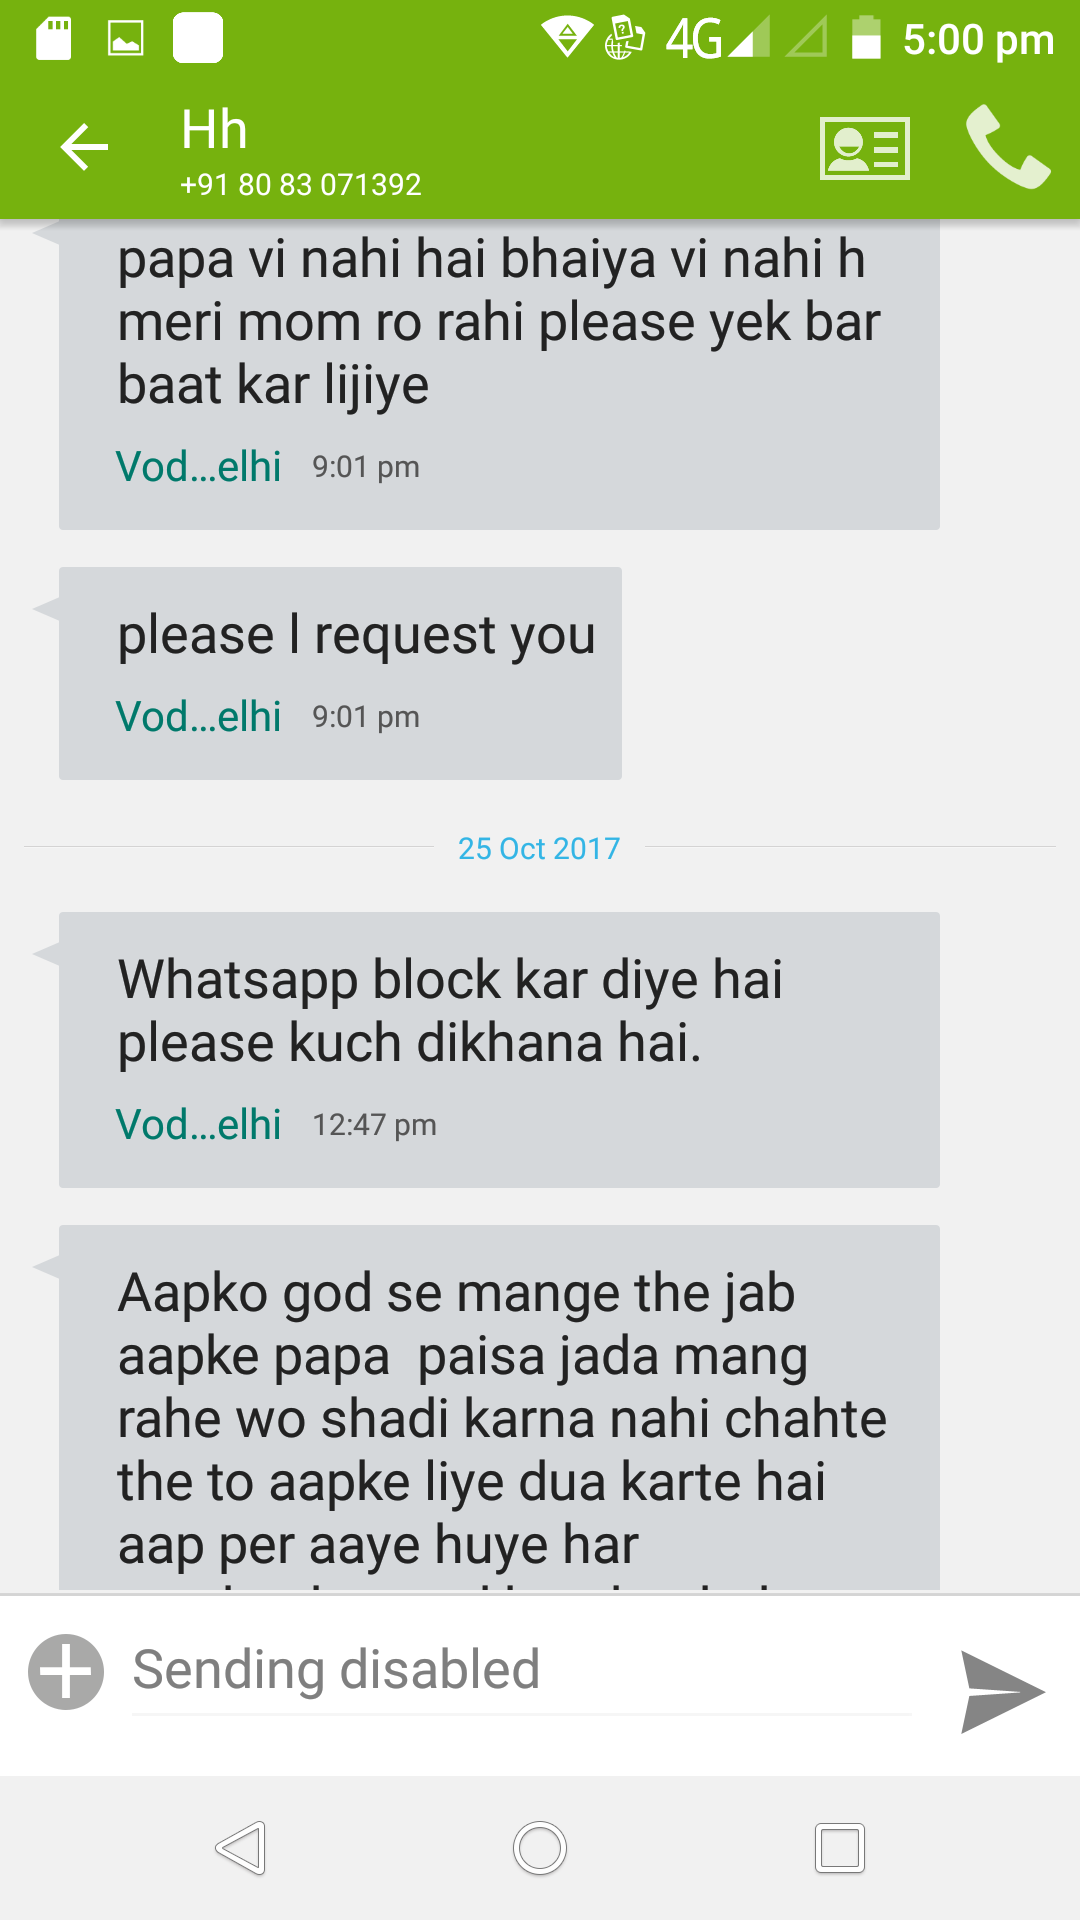 4G 5:00 pm
Hh
+91 80 83 071392
papa vi nahi hai bhaiya vi nahi h
meri mom ro rahi please yek bar
baat kar lijiye
Vod...elhi 9:01 pm
please l request you
Vod...elhi 9:01 pm
25 Oct 2017
Whatsapp block kar diye hai
please kuch dikhana hai.
Vod...elhi 12:47 pm
Aapko god se mange the jab
aapke papa  paisa jada mang
rahe wo shadi karna nahi chahte
the to aapke liye dua karte hai
aap per aaye huye har
Sending disabled